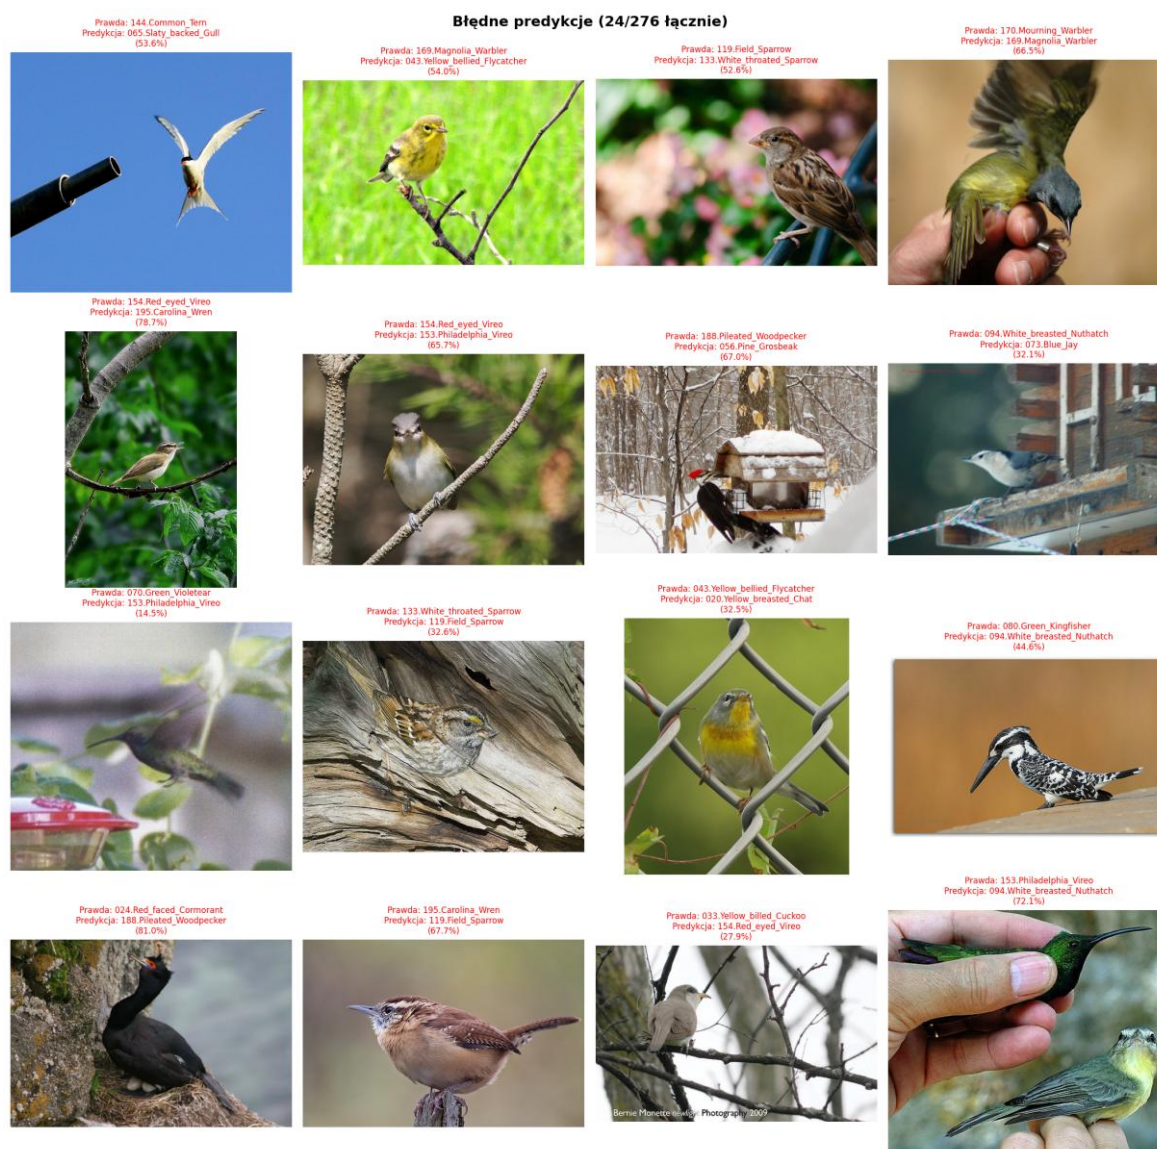 Błędne predykcje (24/276 łącznie)
Prawda: 144.Common_Tern
Predykcja: 065.Slaty_backed_Gull
(53.6%)
Prawda: 169.Magnolia_Warbler
Predykcja: 043.Yellow_bellied_Flycatcher
(54.0%)
Prawda: 119.Field_Sparrow
Predykcja: 133.White_throated_Sparrow
(52.6%)
Prawda: 170.Mourning_Warbler
Predykcja: 169.Magnolia_Warbler
(66.5%)
Prawda: 154.Red_eyed_Vireo
Predykcja: 195.Carolina_Wren
(78.7%)
Prawda: 154.Red_eyed_Vireo
Predykcja: 153.Philadelphia_Vireo
(65.7%)
Prawda: 188.Pileated_Woodpecker
Predykcja: 056.Pine_Grosbeak
(67.0%)
Prawda: 094.White_breasted_Nuthatch
Predykcja: 073.Blue_Jay
(32.1%)
Prawda: 070.Green_Violetear
Predykcja: 153.Philadelphia_Vireo
(14.5%)
Prawda: 133.White_throated_Sparrow
Predykcja: 119.Field_Sparrow
(32.6%)
Prawda: 043.Yellow_bellied_Flycatcher
Predykcja: 020.Yellow_breasted_Chat
(32.5%)
Prawda: 080.Green_Kingfisher
Predykcja: 094.White_breasted_Nuthatch
(44.6%)
Prawda: 024.Red_faced_Cormorant
Predykcja: 188.Pileated_Woodpecker
(81.0%)
Prawda: 195.Carolina_Wren
Predykcja: 119.Field_Sparrow
(67.7%)
Prawda: 033.Yellow_billed_Cuckoo
Predykcja: 154.Red_eyed_Vireo
(27.9%)
Bernie Monette Photography 2009
Prawda: 153.Philadelphia_Vireo
Predykcja: 094.White_breasted_Nuthatch
(72.1%)